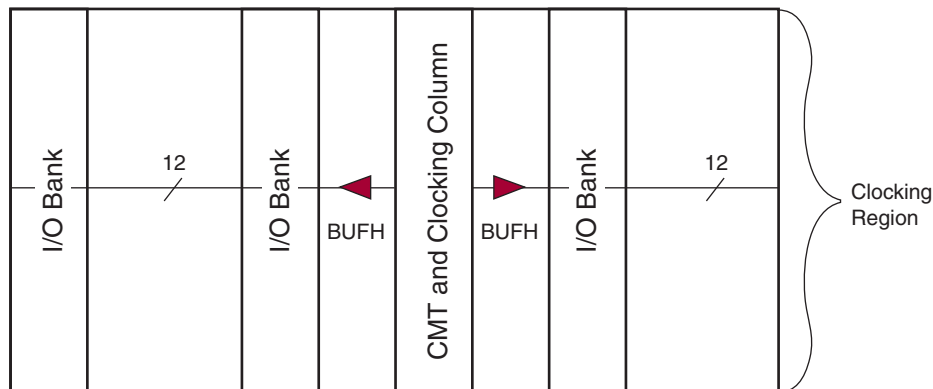 I/O Bank
12
I/O Bank
BUFH
CMT and Clocking Column
BUFH
I/O Bank
12
Clocking
Region